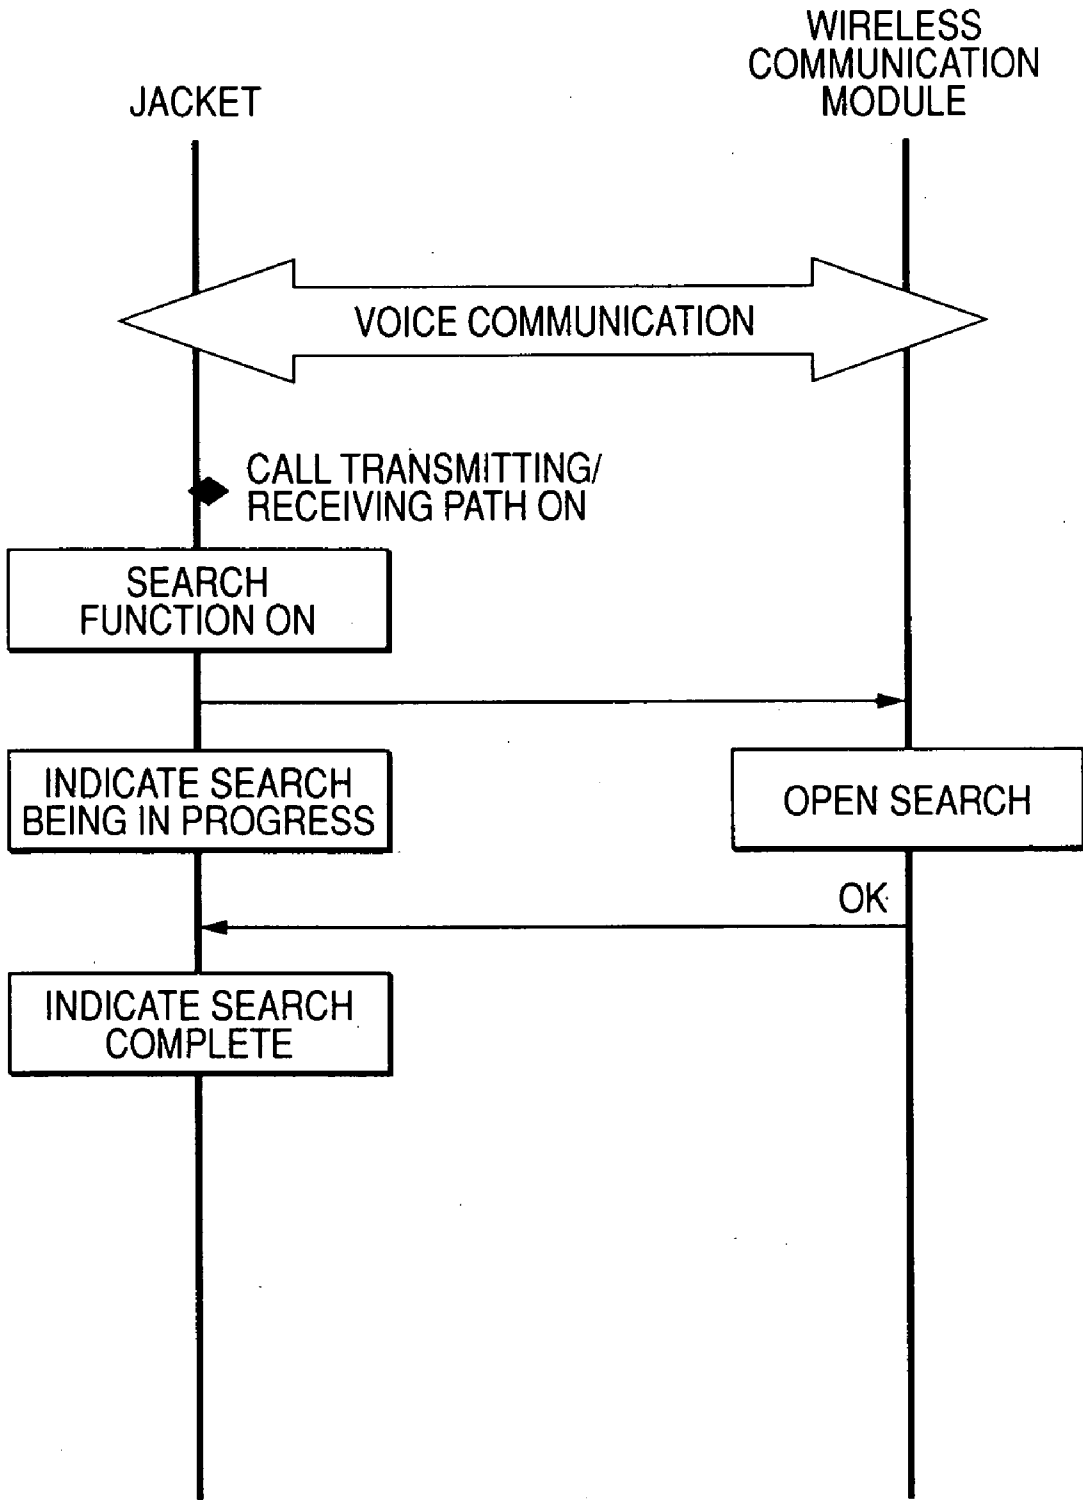 WIRELESS
COMMUNICATION
MODULE
JACKET
VOICE COMMUNICATION
CALL TRANSMITTING/
RECEIVING PATH ON
SEARCH
FUNCTION ON
INDICATE SEARCH
BEING IN PROGRESS
OPEN SEARCH
OK
INDICATE SEARCH
COMPLETE